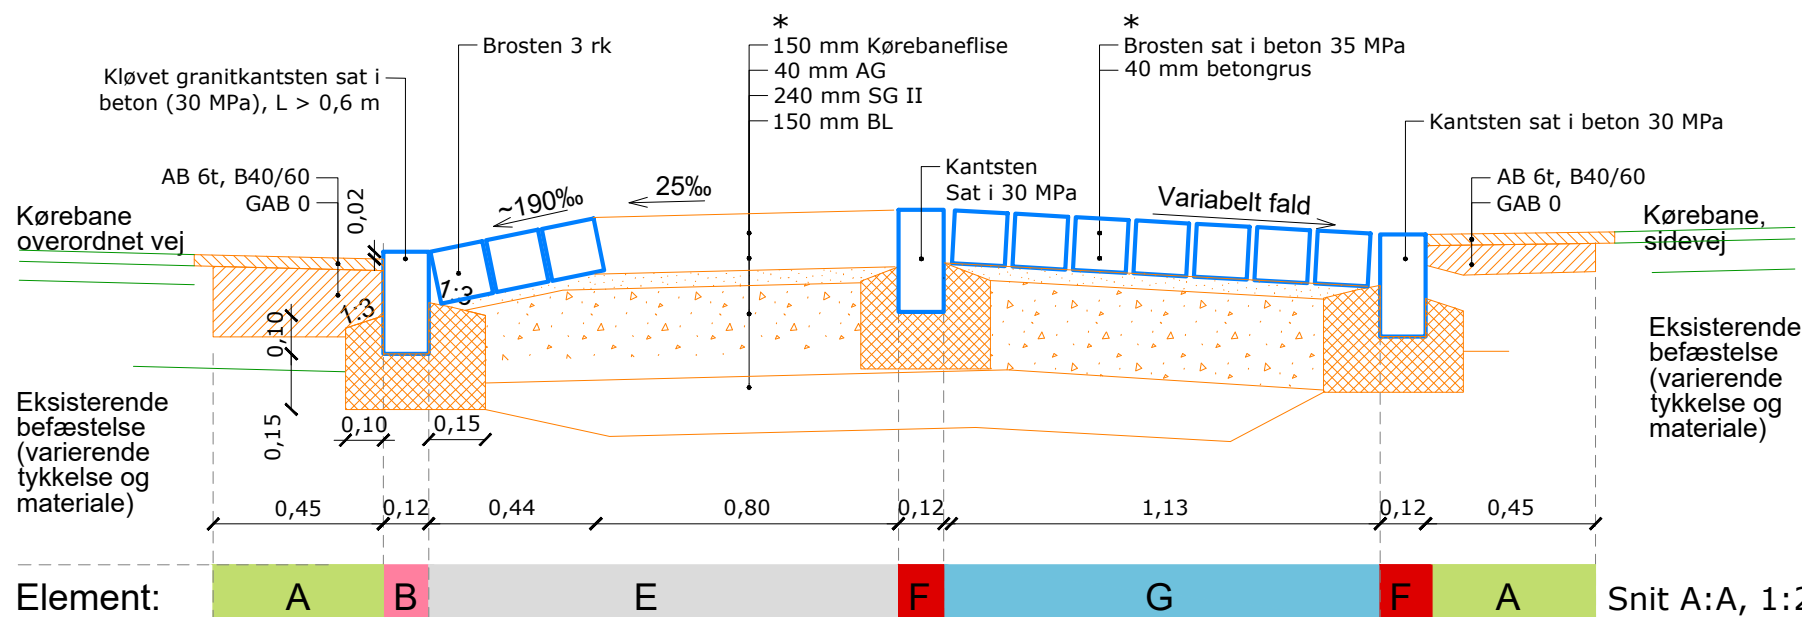 *
150 mm Kørebaneflise
40 mm AG
240 mm SG II
150 mm BL
*
Brosten sat i beton 35 MPa
40 mm betongrus
Brosten 3 rk
Kløvet granitkantsten sat i
beton (30 MPa), L > 0,6 m
Kantsten sat i beton 30 MPa
Kantsten
Sat i 30 MPa
AB 6t, B40/60
GAB 0
AB 6t, B40/60
GAB 0
0,02
~190‰
25‰
Variabelt fald
Kørebane
overordnet vej
Kørebane,
sidevej
1:3
1:3
0,10
0,15
0,10
0,15
Eksisterende
befæstelse
(varierende
tykkelse og
materiale)
Eksisterende
befæstelse
(varierende
tykkelse og
materiale)
0,45
0,12
0,44
0,80
0,12
1,13
0,12
0,45
Element:
A
B
E
F
G
F
A
Snit A:A, 1:2